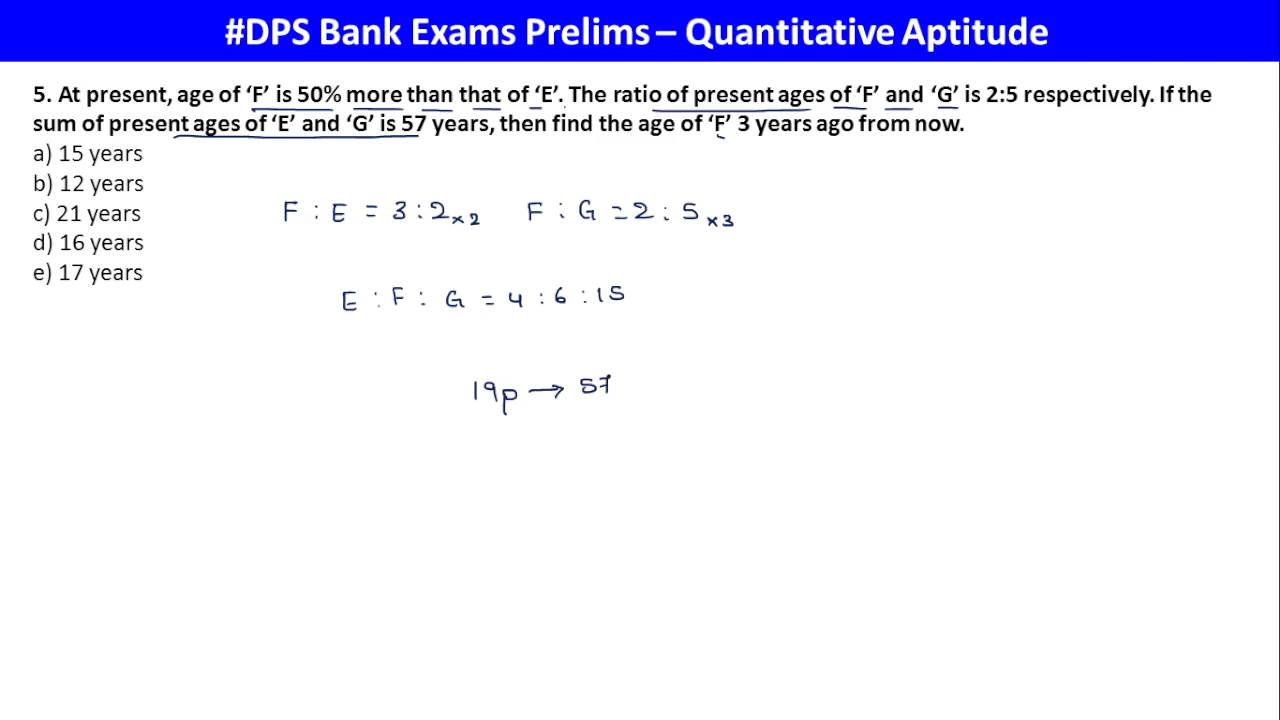 #DPS Bank Exams Prelims – Quantitative Aptitude
5. At present, age of ‘F’ is 50% more than that of ‘E’. The ratio of present ages of ‘F’ and ‘G’ is 2:5 respectively. If the
sum of present ages of ‘E’ and ‘G’ is 57 years, then find the age of ‘F’ 3 years ago from now.
a) 15 years
b) 12 years
c) 21 years
d) 16 years
e) 17 years
F : E = 3 : 2 ×2 F : G = 2 : 5 ×3
E : F : G = 4 : 6 : 15
19p → 57